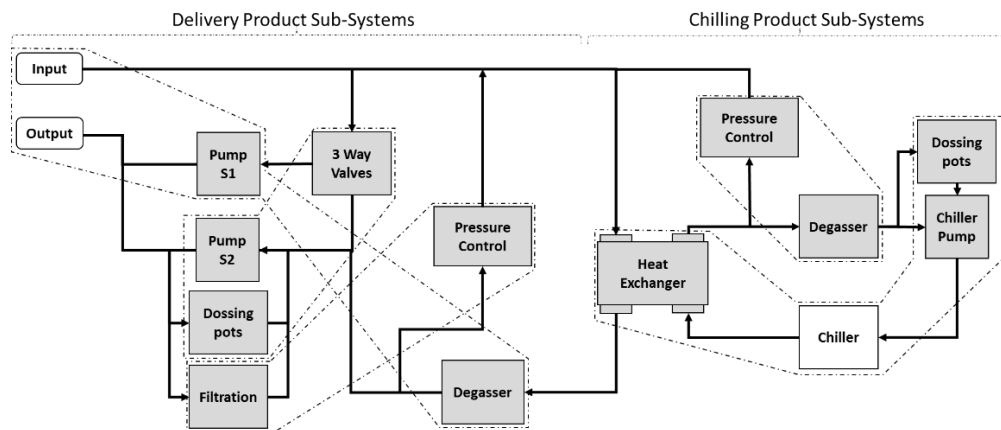 Delivery Product Sub-Systems
Chilling Product Sub-Systems
Input
Output
Pump
S1
3 Way
Valves
Pressure
Control
Dossing
pots
Pump
S2
Pressure
Control
Degasser
Chiller
Pump
Heat
Exchanger
Dossing
pots
Chiller
Filtration
Degasser